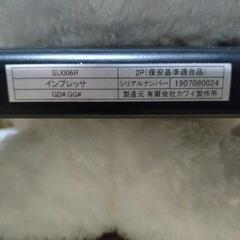 SU006R 2P(保安基準適合品)
インプレッサ シリアルナンバー 1907080024
GD#.GG# 製造元 有限会社カワイ製作所